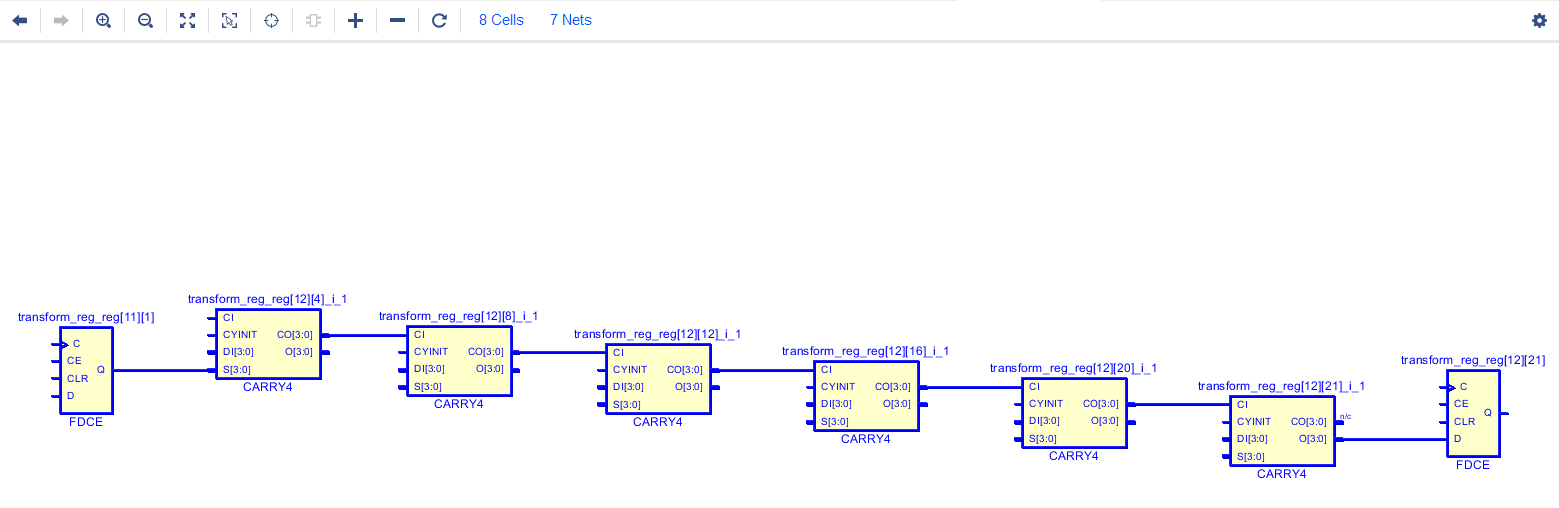 8 Cells 7 Nets
transform_reg_reg[11][1]
C
CE
CLR
D
Q
FDCE
transform_reg_reg[12][4]_i_1
CI
CYINIT CO[3:0]
DI[3:0] O[3:0]
S[3:0]
CARRY4
transform_reg_reg[12][8]_i_1
CI
CYINIT CO[3:0]
DI[3:0] O[3:0]
S[3:0]
CARRY4
transform_reg_reg[12][12]_i_1
CI
CYINIT CO[3:0]
DI[3:0] O[3:0]
S[3:0]
CARRY4
transform_reg_reg[12][16]_i_1
CI
CYINIT CO[3:0]
DI[3:0] O[3:0]
S[3:0]
CARRY4
transform_reg_reg[12][20]_i_1
CI
CYINIT CO[3:0]
DI[3:0] O[3:0]
S[3:0]
CARRY4
transform_reg_reg[12][21]_i_1
CI
CYINIT CO[3:0] n/c
DI[3:0] O[3:0]
S[3:0]
CARRY4
transform_reg_reg[12][21]
C
CE
CLR
D
Q
FDCE